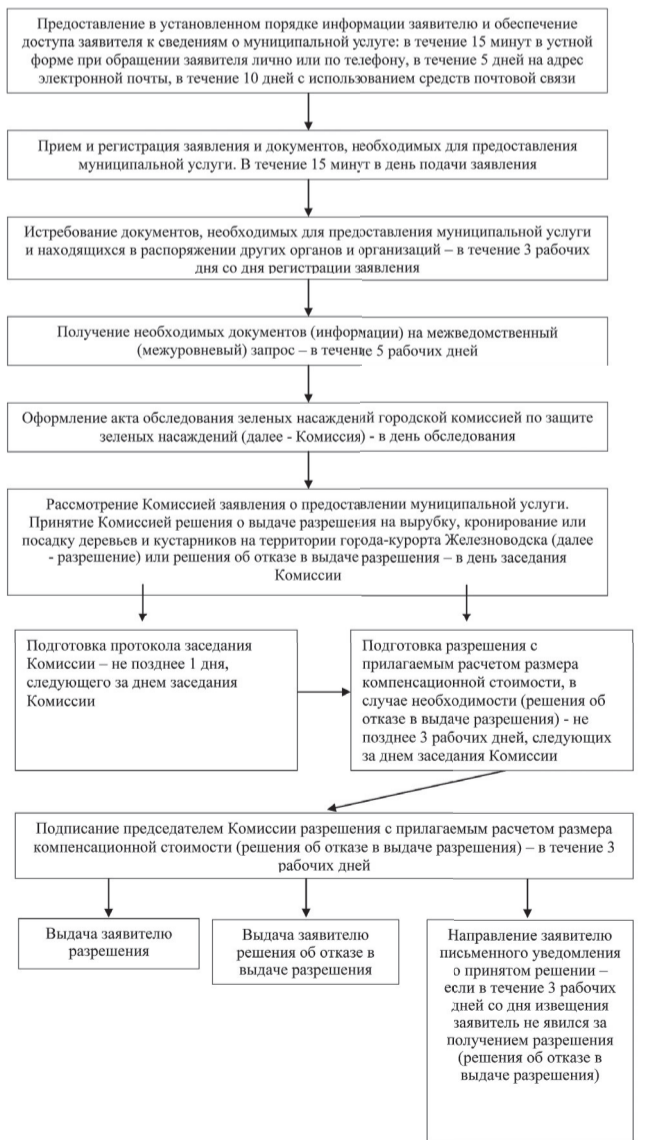 Предоставление в установленном порядке информации заявителю и обеспечение
доступа заявителя к сведениям о муниципальной услуге: в течение 15 минут в устной
форме при обращении заявителя лично или по телефону, в течение 5 дней на адрес
электронной почты, в течение 10 дней с использованием средств почтовой связи
Прием и регистрация заявления и документов, необходимых для предоставления
муниципальной услуги. В течение 15 минут в день подачи заявления
Истребование документов, необходимых для предоставления муниципальной услуги
и находящихся в распоряжении других органов и организаций – в течение 3 рабочих
дня со дня регистрации заявления
Получение необходимых документов (информации) на межведомственный
(межуровневый) запрос – в течение 5 рабочих дней
Оформление акта обследования зеленых насаждений городской комиссией по защите
зеленых насаждений (далее - Комиссия) - в день обследования
Рассмотрение Комиссией заявления о предоставлении муниципальной услуги.
Принятие Комиссией решения о выдаче разрешения на вырубку, кронирование или
посадку деревьев и кустарников на территории города-курорта Железноводска (далее
- разрешение) или решения об отказе в выдаче разрешения – в день заседания
Комиссии
Подготовка протокола заседания
Комиссии – не позднее 1 дня,
следующего за днем заседания
Комиссии
Подготовка разрешения с
прилагаемым расчетом размера
компенсационной стоимости, в
случае необходимости (решения об
отказе в выдаче разрешения) - не
позднее 3 рабочих дней, следующих
за днем заседания Комиссии
Подписание председателем Комиссии разрешения с прилагаемым расчетом размера
компенсационной стоимости (решения об отказе в выдаче разрешения) – в течение 3
рабочих дней
Выдача заявителю
разрешения
Выдача заявителю
решения об отказе в
выдаче разрешения
Направление заявителю
письменного уведомления
о принятом решении –
если в течение 3 рабочих
дней со дня извещения
заявитель не явился за
получением разрешения
(решения об отказе в
выдаче разрешения)